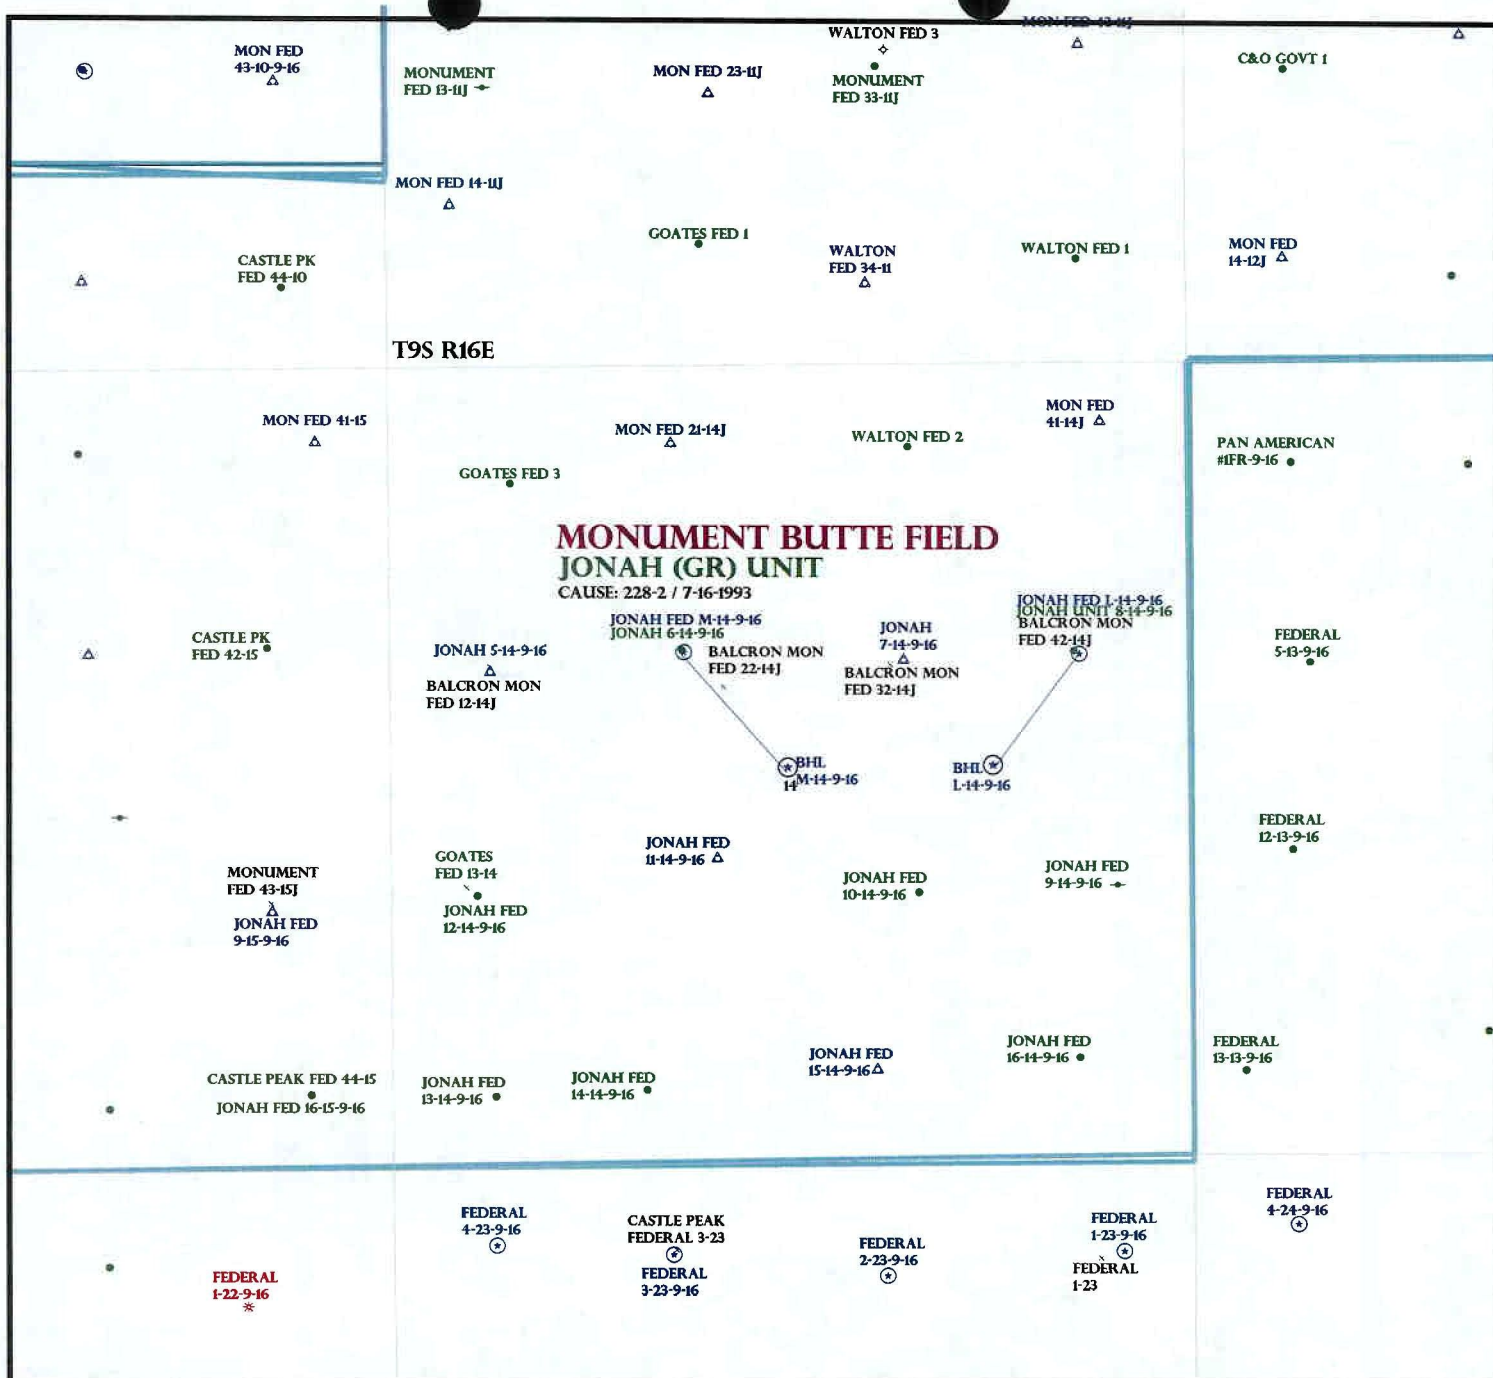 MON FED
43-10-9-16
MONUMENT
FED 13-11J
MON FED 23-11J
WALTON FED 3
MONUMENT
FED 33-11J
MON FED
C&O GOVT 1
MON FED 14-11J
CASTLE PK
FED 44-10
GOATES FED 1
WALTON
FED 34-11
WALTON FED 1
MON FED
14-12J
T9S R16E
MON FED 41-15
GOATES FED 3
MON FED 21-14J
WALTON FED 2
MON FED
41-14J
PAN AMERICAN
#1FR-9-16
MONUMENT BUTTE FIELD
JONAH (GR) UNIT
CAUSE: 228-2 / 7-16-1993
CASTLE PK
FED 42-15
JONAH 5-14-9-16
BALCRON MON
FED 12-14J
JONAH FED M-14-9-16
JONAH 6-14-9-16
BALCRON MON
FED 22-14J
JONAH
7-14-9-16
BALCRON MON
FED 32-14J
JONAH FED L-14-9-16
JONAH UNIT 8-14-9-16
BALCRON MON
FED 42-14J
FEDERAL
5-13-9-16
BHL
M-14-9-16
14
BHL
L-14-9-16
MONUMENT
FED 43-15J
JONAH FED
9-15-9-16
GOATES
FED 13-14
JONAH FED
12-14-9-16
JONAH FED
11-14-9-16
JONAH FED
10-14-9-16
JONAH FED
9-14-9-16
FEDERAL
12-13-9-16
CASTLE PEAK FED 44-15
JONAH FED 16-15-9-16
JONAH FED
13-14-9-16
JONAH FED
14-14-9-16
JONAH FED
15-14-9-16
JONAH FED
16-14-9-16
FEDERAL
13-13-9-16
FEDERAL
1-22-9-16
FEDERAL
4-23-9-16
CASTLE PEAK
FEDERAL 3-23
FEDERAL
3-23-9-16
FEDERAL
2-23-9-16
FEDERAL
1-23-9-16
FEDERAL
1-23
FEDERAL
4-24-9-16